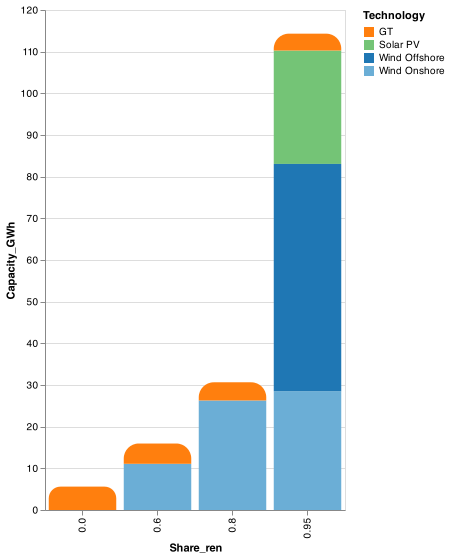 Technology
GT
Solar PV
Wind Offshore
Wind Onshore
Capacity_GWh
120
110
100
90
80
70
60
50
40
30
20
10
0
0.0
0.6
0.8
0.95
Share_ren